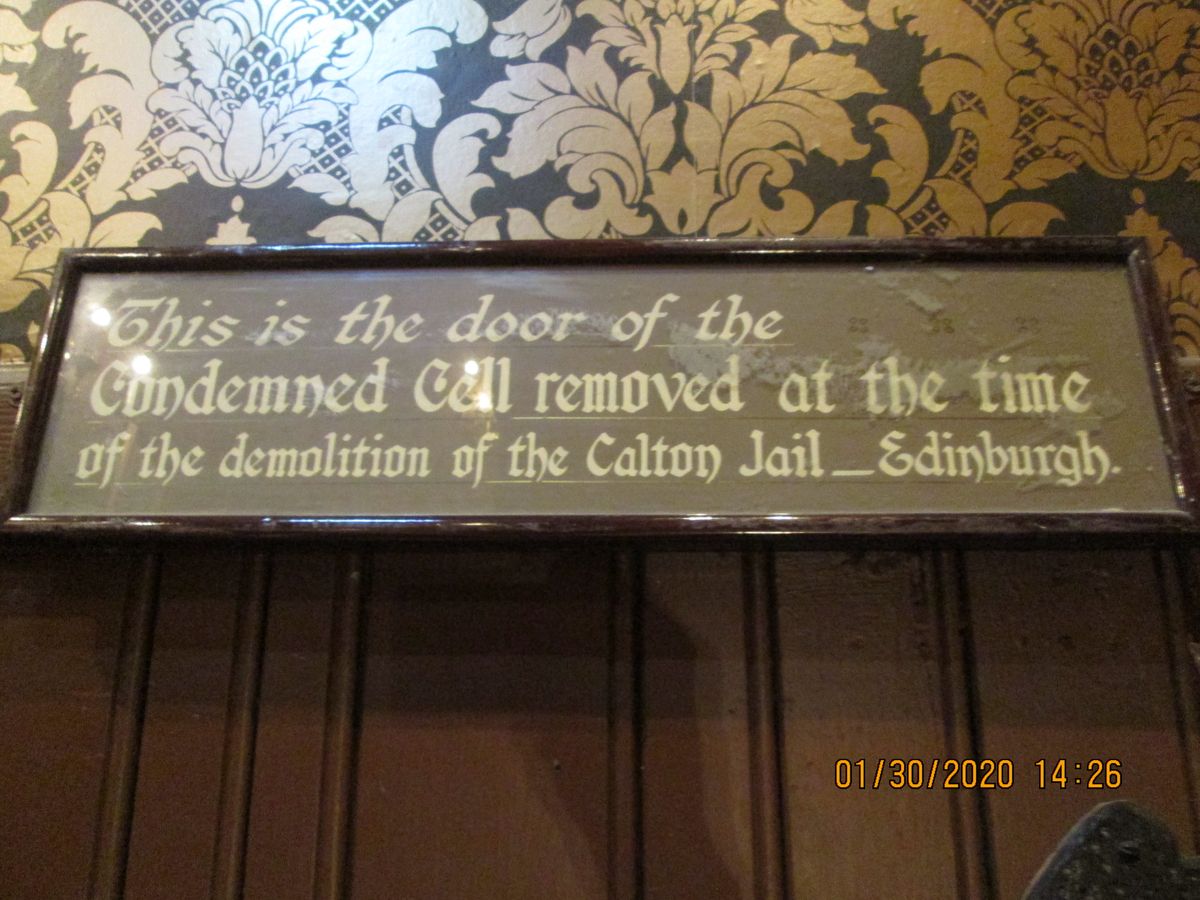 This is the door of the
Condemned Cell removed at the time
of the demolition of the Calton Jail _ Edinburgh.
01/30/2020 14:26